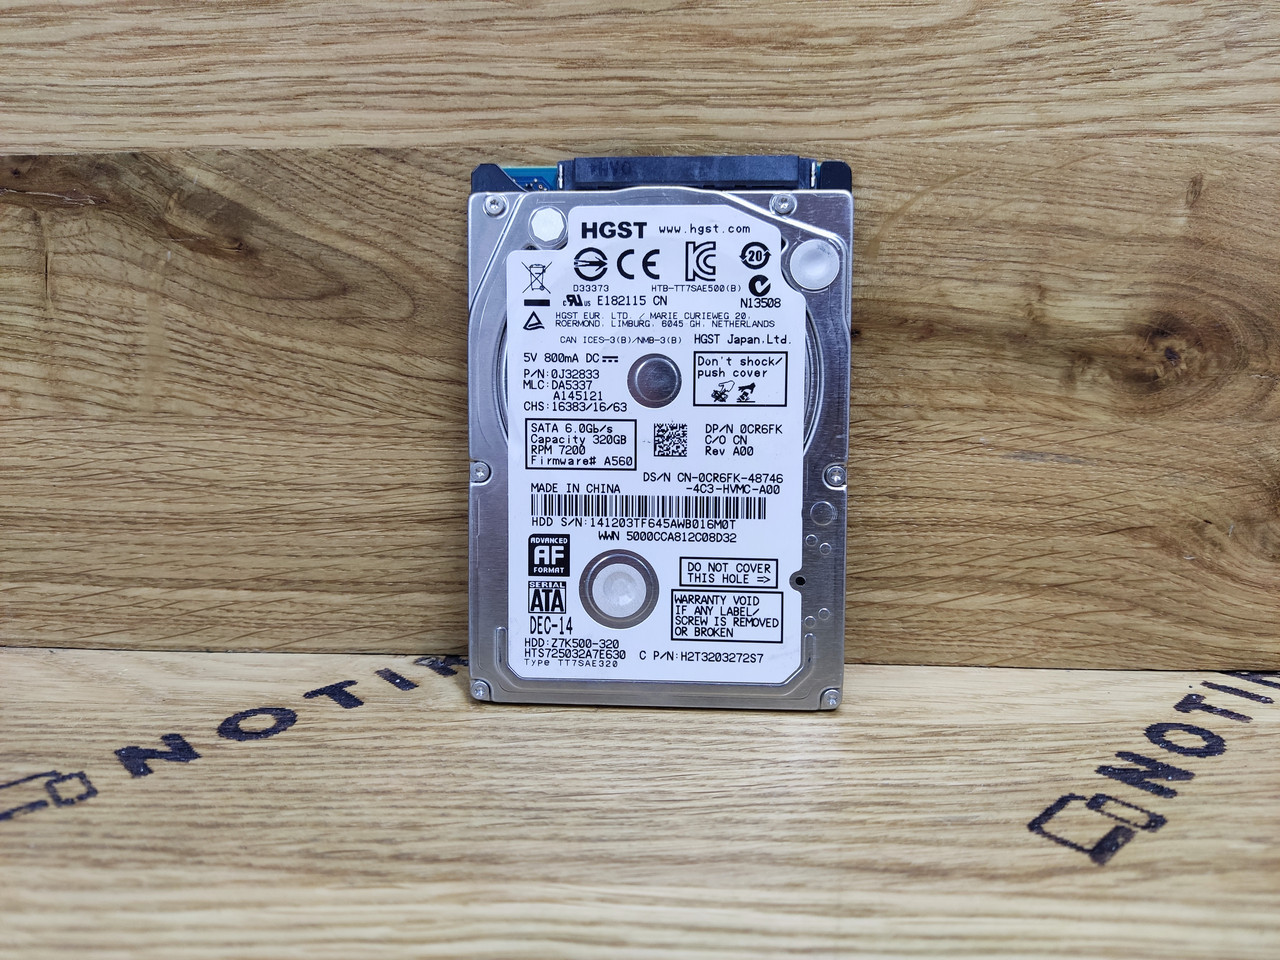 HGST www.hgst.com
CE
20
D33373 HTB-TT7SAE500(B)
c UL us E182115 CN N13508
HGST EUR. LTD. / MARIE CURIEWEG 20,
ROERMOND, LIMBURG, 6045 GH, NETHERLANDS
CAN ICES-3(B)/NMB-3(B) HGST Japan,Ltd.
5V 800mA DC
P/N:0J32833
MLC:DA5337
A145121
CHS:16383/16/63
Don't shock/
push cover
SATA 6.0Gb/s
Capacity 320GB
RPM 7200
Firmware# A560
DP/N 0CR6FK
C/O CN
Rev A00
DS/N CN-0CR6FK-48746
-4C3-HVMC-A00
MADE IN CHINA
HDD S/N:141203TF645AWB016M0T
WWN 5000CCA812C08D32
ADVANCED
AF
FORMAT
DO NOT COVER
THIS HOLE =>
SERIAL
ATA
WARRANTY VOID
IF ANY LABEL/
SCREW IS REMOVED
OR BROKEN
DEC-14
HDD:Z7K500-320
HTS725032A7E630 C P/N:H2T3203272S7
Type TT7SAE320
NOTI
NOTI